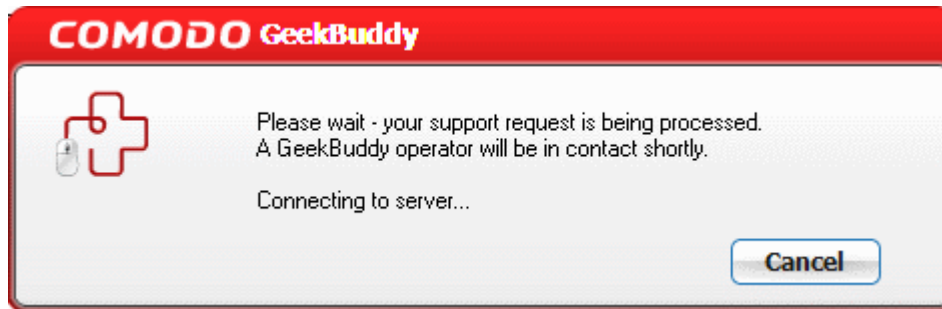 COMODO GeekBuddy
Please wait - your support request is being processed.
A GeekBuddy operator will be in contact shortly.
Connecting to server...
Cancel